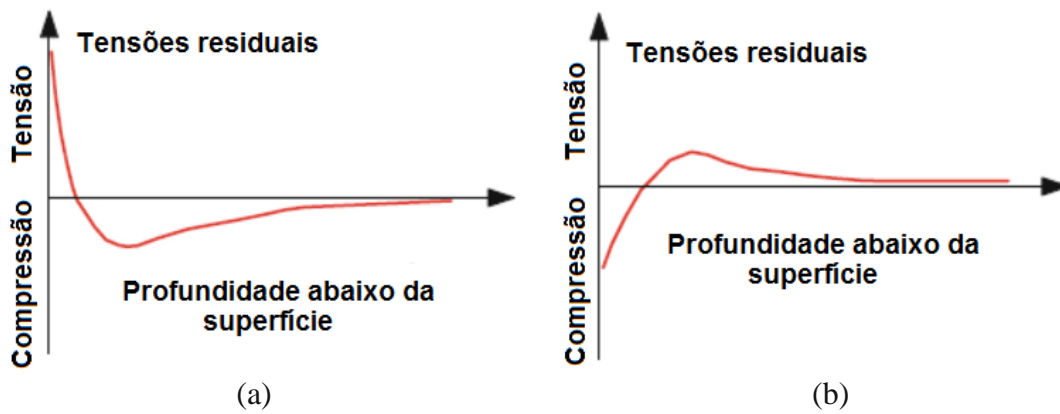 Tensões residuais
Tensão
Compressão
Profundidade abaixo da
superfície
(a)
Tensões residuais
Tensão
Compressão
Profundidade abaixo da
superfície
(b)